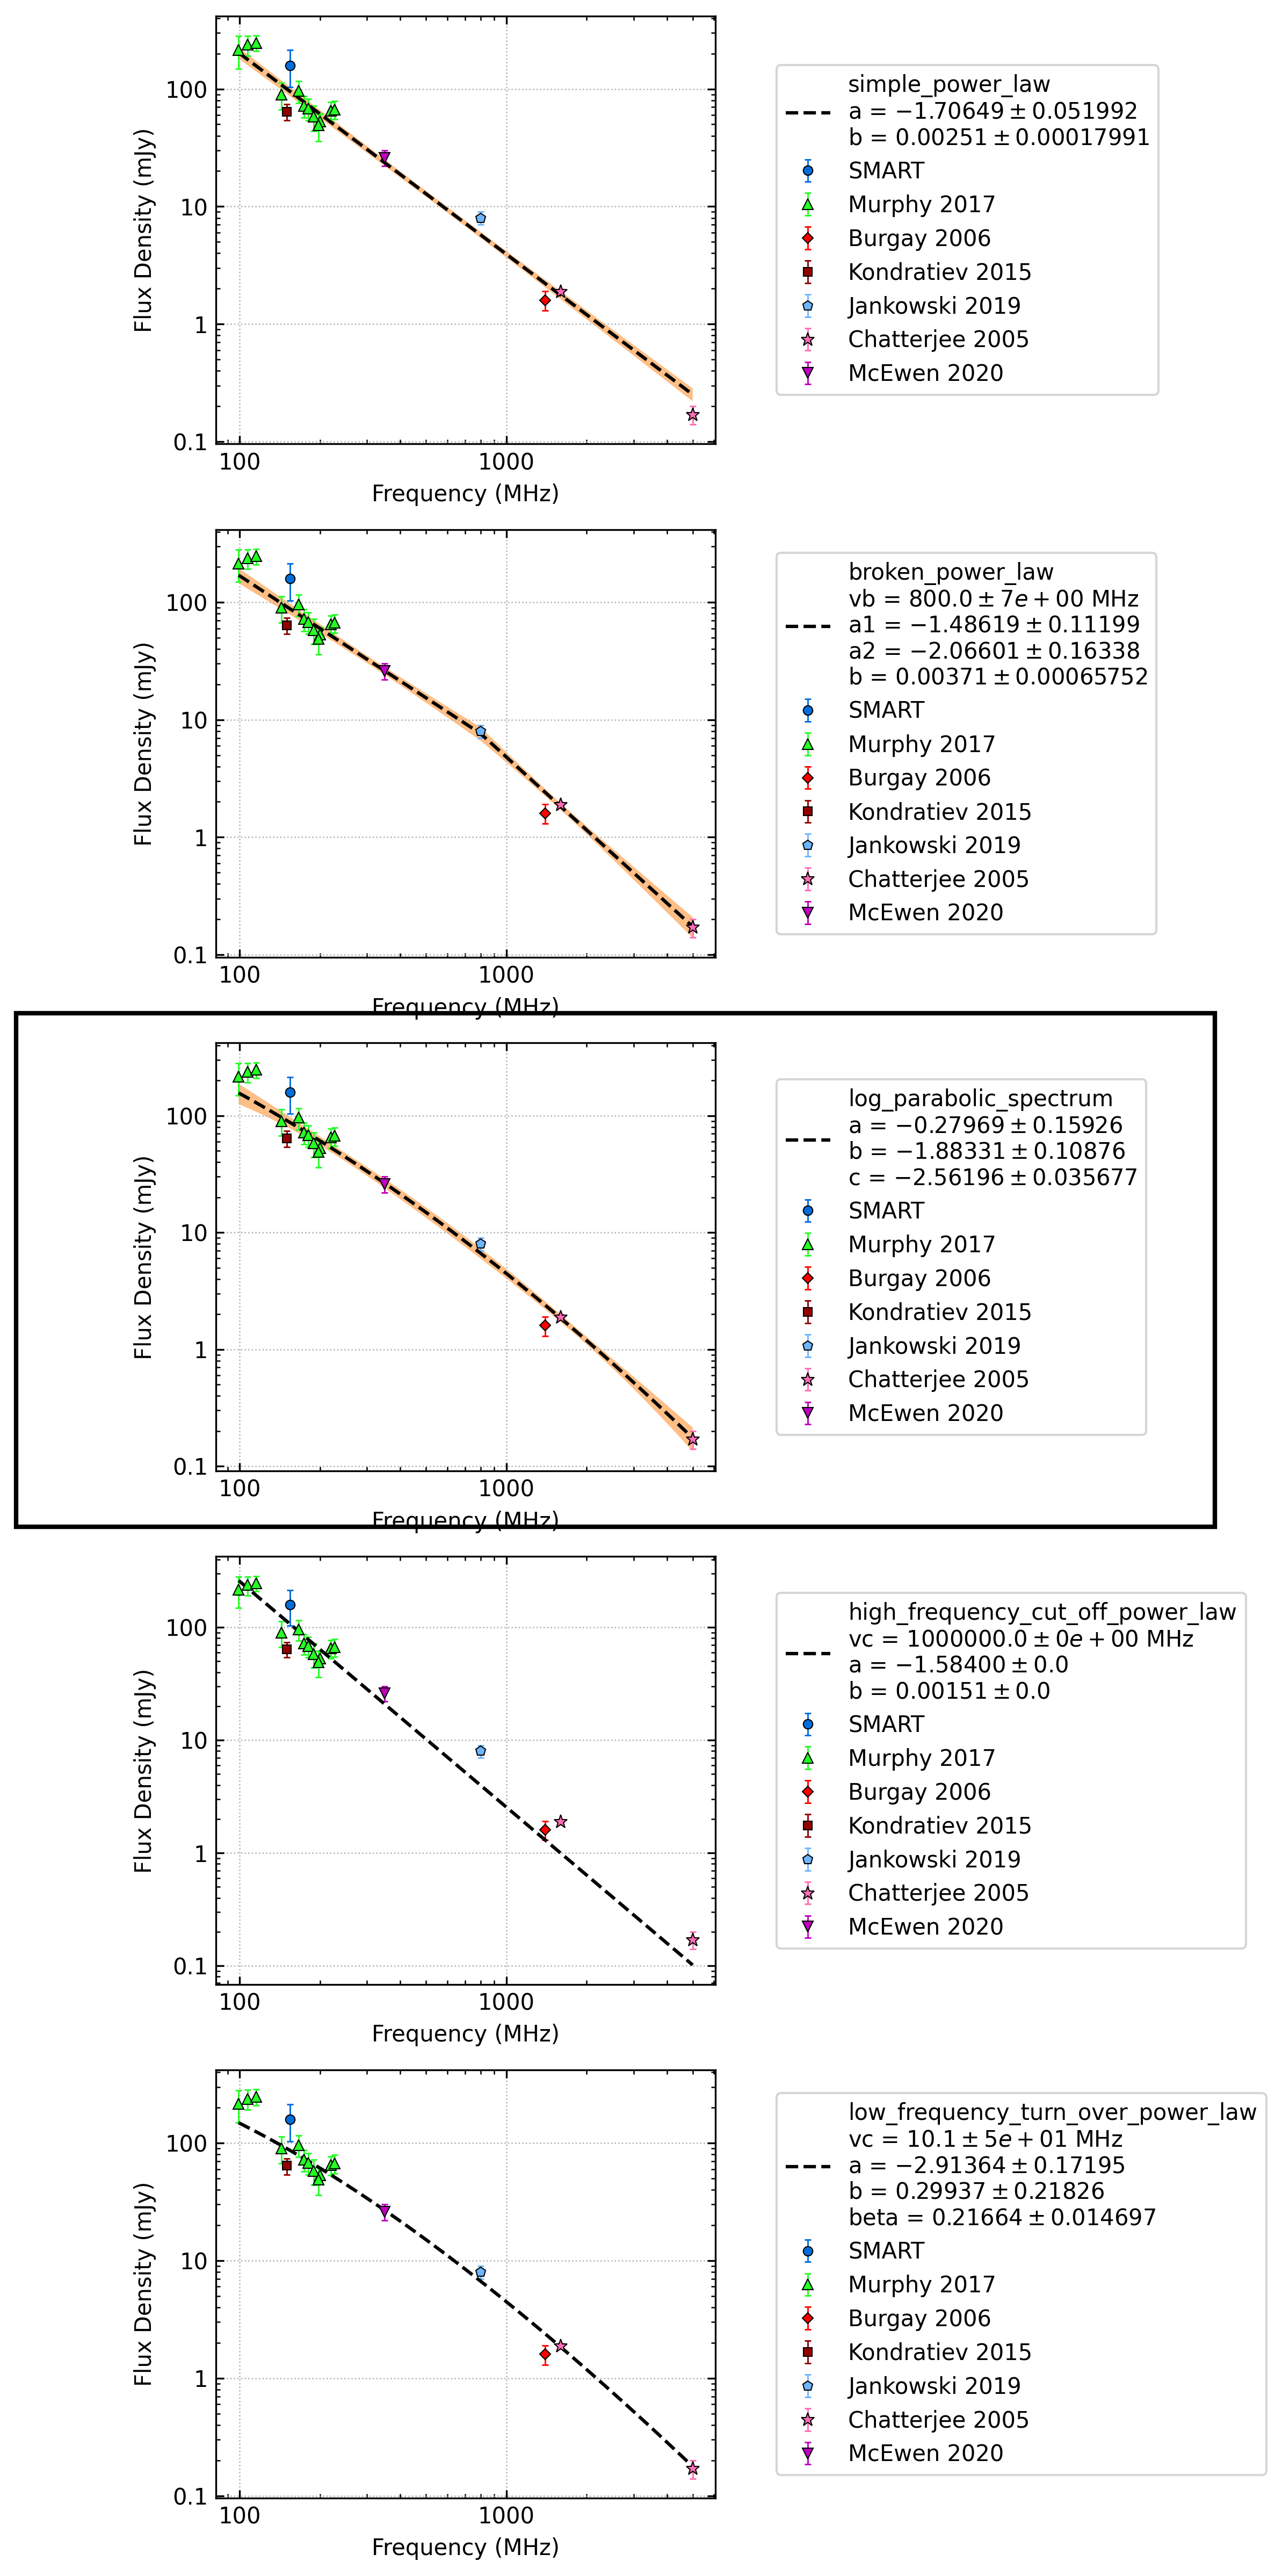 100
10
1
0.1
Flux Density (mJy)
100
1000
Frequency (MHz)
simple_power_law
a = −1.70649 ± 0.051992
b = 0.00251 ± 0.00017991
SMART
Murphy 2017
Burgay 2006
Kondratiev 2015
Jankowski 2019
Chatterjee 2005
McEwen 2020
100
10
1
0.1
Flux Density (mJy)
100
1000
Frequency (MHz)
broken_power_law
vb = 800.0 ± 7e + 00 MHz
a1 = −1.48619 ± 0.11199
a2 = −2.06601 ± 0.16338
b = 0.00371 ± 0.00065752
SMART
Murphy 2017
Burgay 2006
Kondratiev 2015
Jankowski 2019
Chatterjee 2005
McEwen 2020
100
10
1
0.1
Flux Density (mJy)
100
1000
Frequency (MHz)
log_parabolic_spectrum
a = −0.27969 ± 0.15926
b = −1.88331 ± 0.10876
c = −2.56196 ± 0.035677
SMART
Murphy 2017
Burgay 2006
Kondratiev 2015
Jankowski 2019
Chatterjee 2005
McEwen 2020
100
10
1
0.1
Flux Density (mJy)
100
1000
Frequency (MHz)
high_frequency_cut_off_power_law
vc = 1000000.0 ± 0e + 00 MHz
a = −1.58400 ± 0.0
b = 0.00151 ± 0.0
SMART
Murphy 2017
Burgay 2006
Kondratiev 2015
Jankowski 2019
Chatterjee 2005
McEwen 2020
100
10
1
0.1
Flux Density (mJy)
100
1000
Frequency (MHz)
low_frequency_turn_over_power_law
vc = 10.1 ± 5e + 01 MHz
a = −2.91364 ± 0.17195
b = 0.29937 ± 0.21826
beta = 0.21664 ± 0.014697
SMART
Murphy 2017
Burgay 2006
Kondratiev 2015
Jankowski 2019
Chatterjee 2005
McEwen 2020